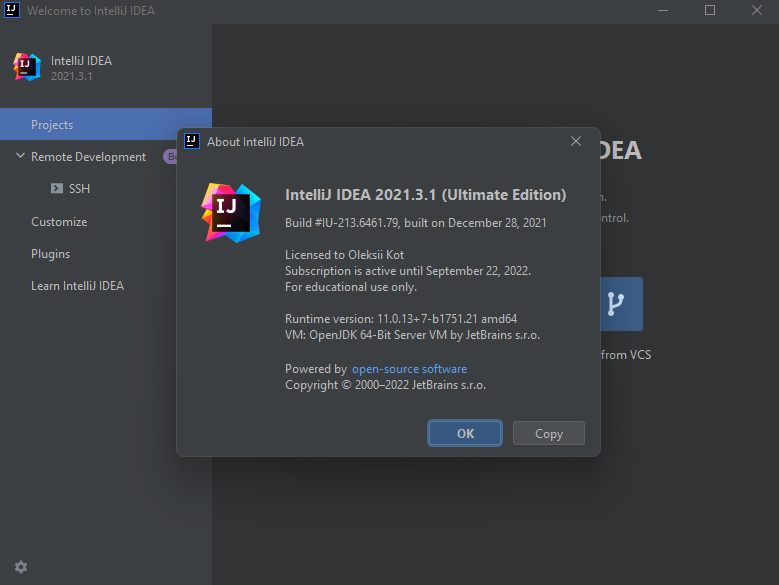 IJ Welcome to IntelliJ IDEA
IJ
IntelliJ IDEA
2021.3.1
Projects
Remote Development
SSH
Customize
Plugins
Learn IntelliJ IDEA
IJ About IntelliJ IDEA
IJ
IntelliJ IDEA 2021.3.1 (Ultimate Edition)
Build #IU-213.6461.79, built on December 28, 2021
Licensed to Oleksii Kot
Subscription is active until September 22, 2022.
For educational use only.
Runtime version: 11.0.13+7-b1751.21 amd64
VM: OpenJDK 64-Bit Server VM by JetBrains s.r.o.
Powered by open-source software
Copyright © 2000–2022 JetBrains s.r.o.
OK
Copy
DEA
from VCS